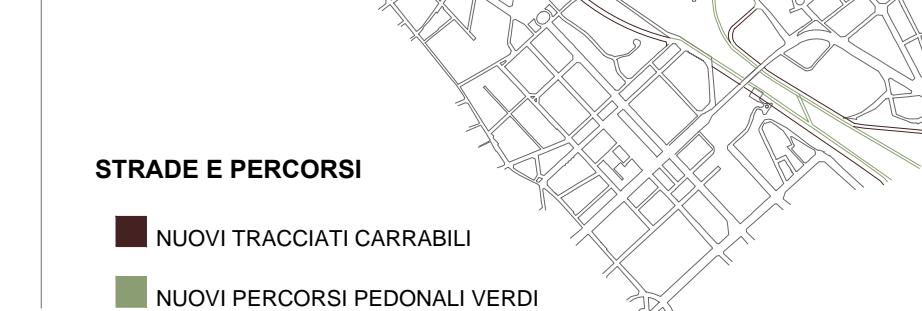 STRADE E PERCORSI
NUOVI TRACCIATI CARRABILI
NUOVI PERCORSI PEDONALI VERDI